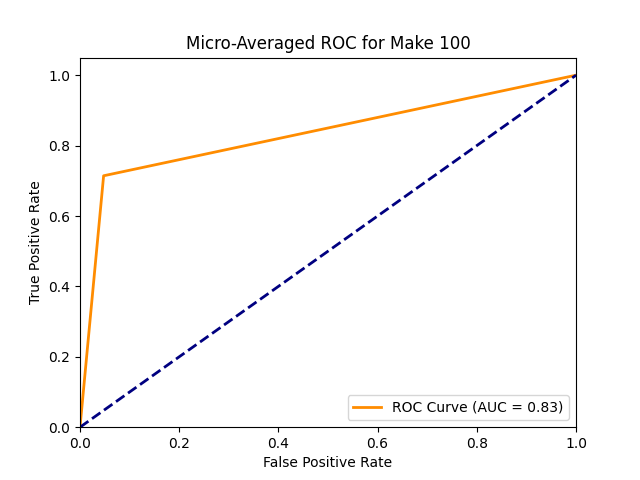 Micro-Averaged ROC for Make 100
True Positive Rate
1.0
0.8
0.6
0.4
0.2
0.0
0.0 0.2 0.4 0.6 0.8 1.0
False Positive Rate
ROC Curve (AUC = 0.83)